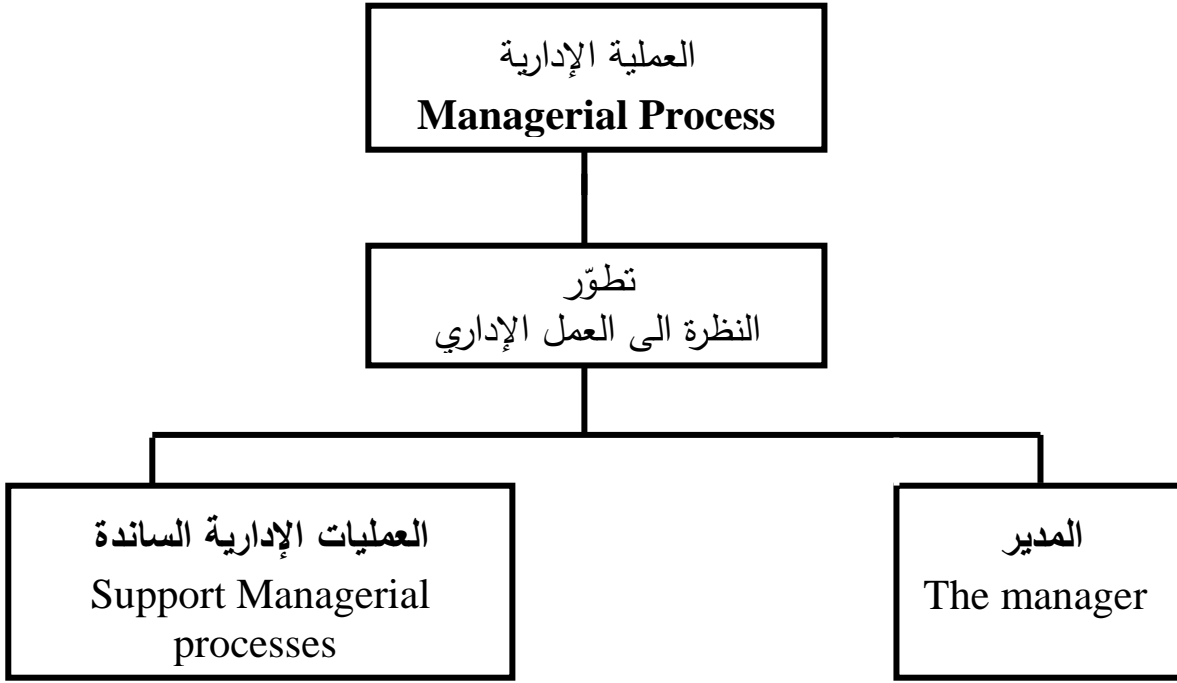 العملية الإدارية
Managerial Process
تطوّر
النظرة الى العمل الإداري
المدير
The manager
العمليات الإدارية الساندة
Support Managerial
processes